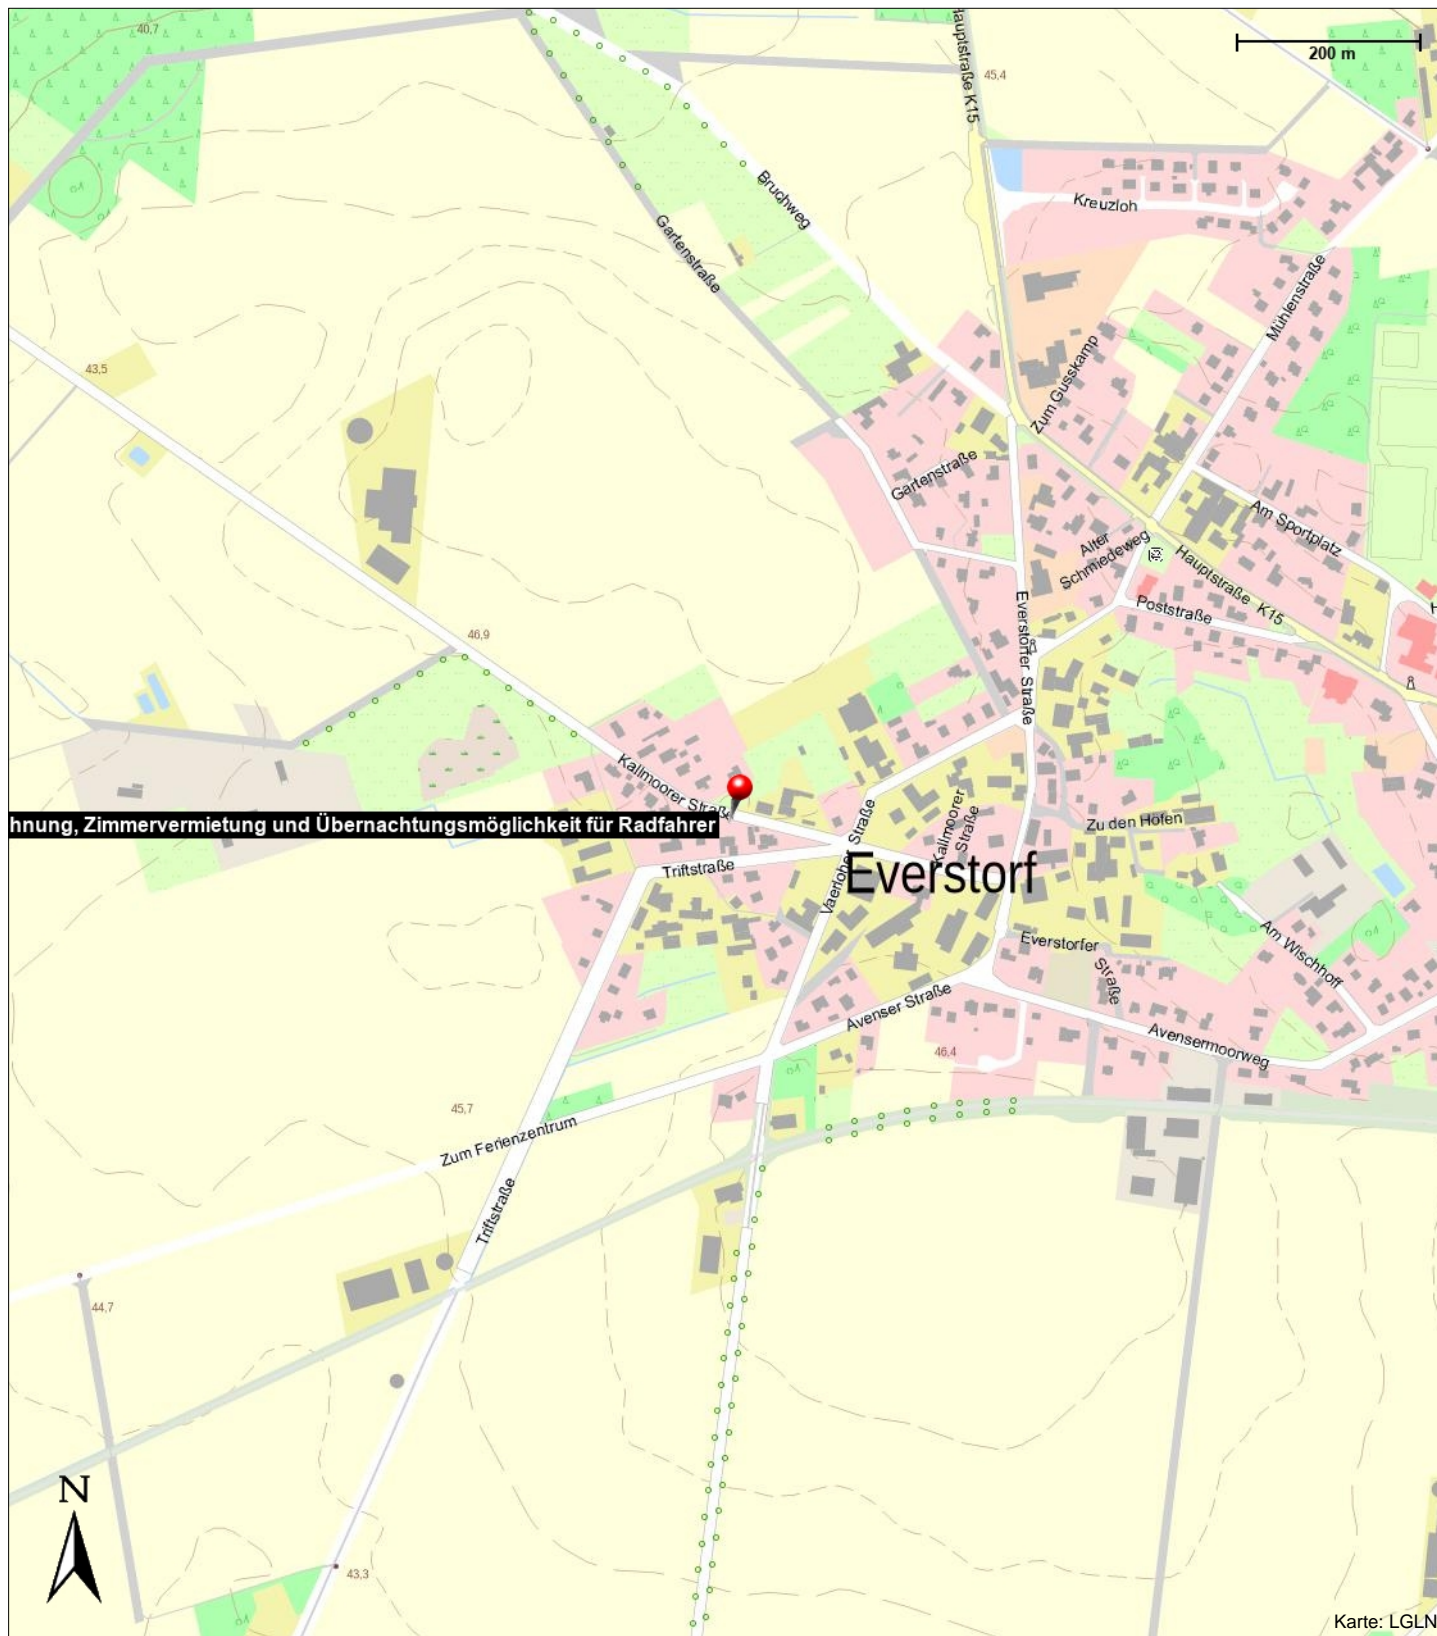 40,7
Hauptstraße K15
45,4
200 m
Bruchweg
Kreuzloh
Gartenstraße
Mühlenstraße
43,5
Zum Gusskamp
Gartenstraße
Am Sportplatz
Alter
Schmiedeweg
Hauptstraße K15
Everstorfer Straße
Poststraße
46,9
Kallmoorer Straße
hnung, Zimmervermietung und Übernachtungsmöglichkeit für Radfahrer
Vaerloher Straße
Kallmoorer
Straße
Zu den Höfen
Triftstraße
Everstorf
Am Wischhoff
Everstorfer
Straße
Avenser Straße
Avensermoorweg
46,4
45,7
Zum Ferienzentrum
Triftstraße
44,7
N
43,3
Karte: LGLN